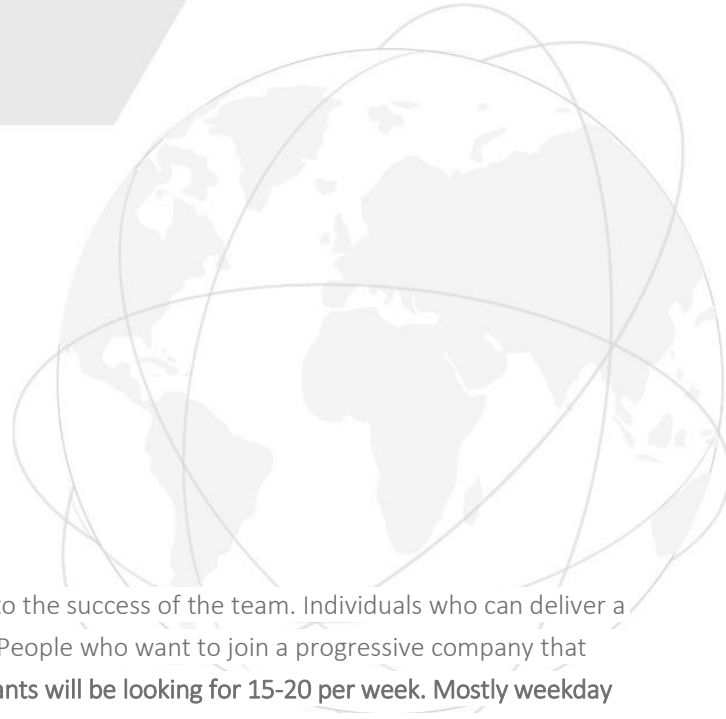 to the success of the team. Individuals who can deliver a
People who want to join a progressive company that
ants will be looking for 15-20 per week. Mostly weekday